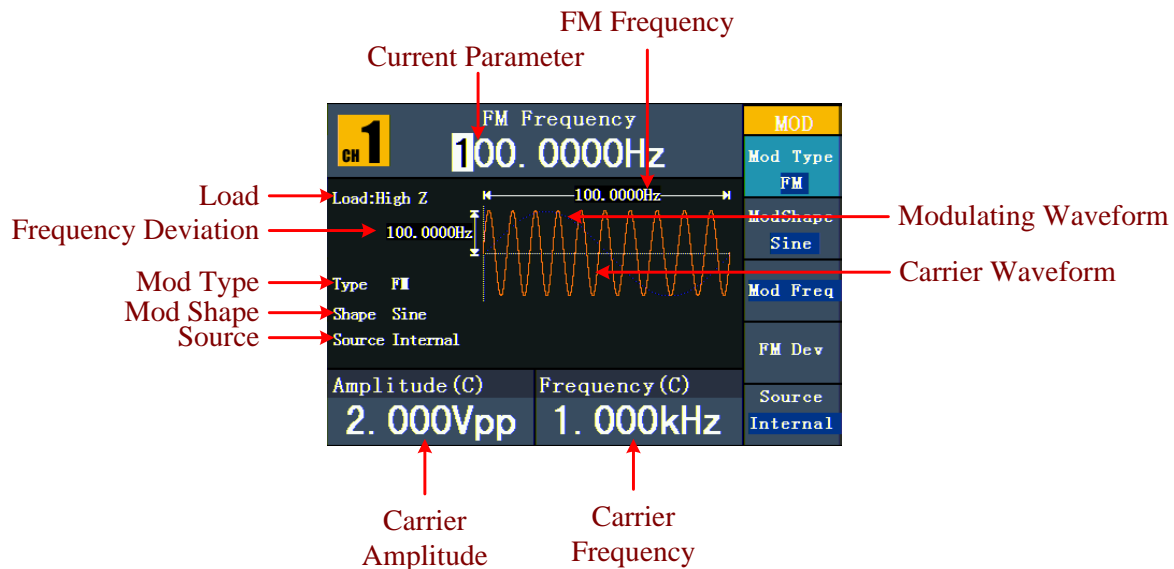 FM Frequency
Current Parameter
CH 1
FM Frequency
100.0000Hz
MOD
Mod Type
FM
ModShape
Sine
Mod Freq
FM Dev
Source
Internal
Load
Load:High Z
100.0000Hz
Frequency Deviation
100.0000Hz
Modulating Waveform
Carrier Waveform
Mod Type
Type FM
Mod Shape
Shape Sine
Source
Source Internal
Amplitude(C)
2.000Vpp
Frequency(C)
1.000kHz
Carrier
Amplitude
Carrier
Frequency